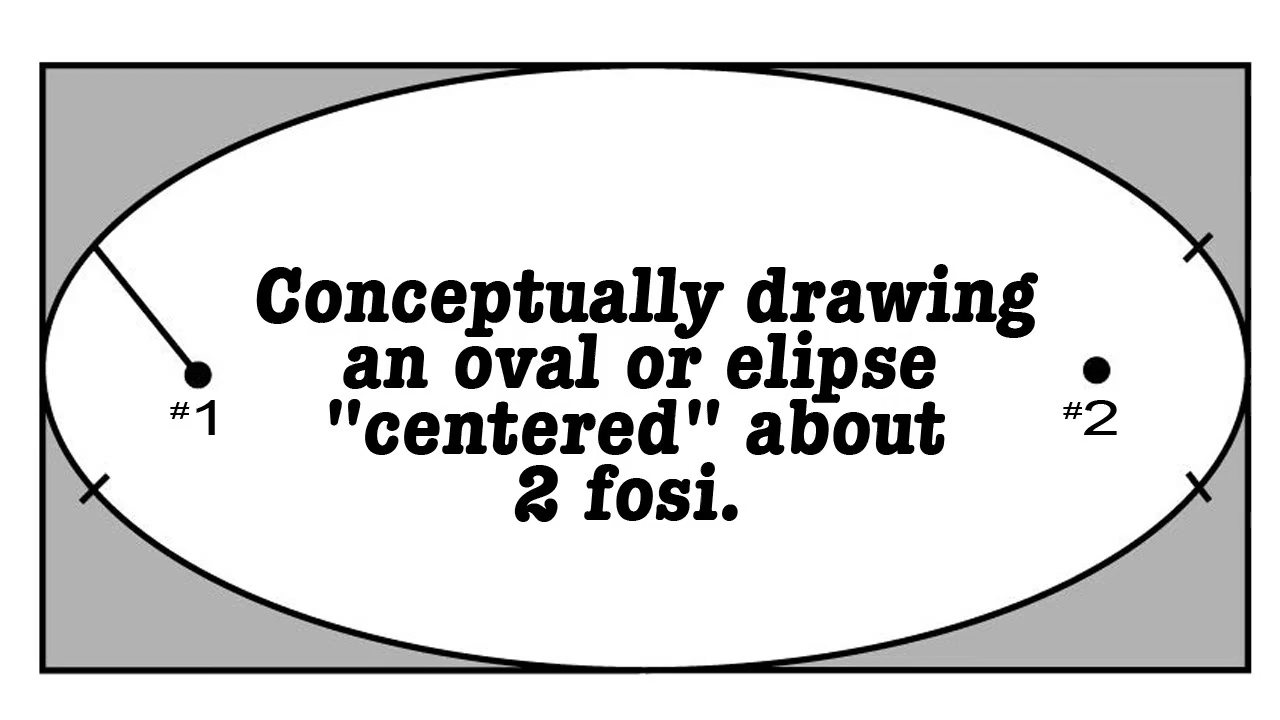 Conceptually drawing
an oval or elipse
"centered" about
2 fosi.
#1
#2